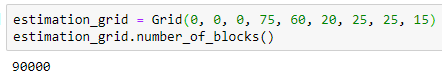 estimation_grid = Grid(0, 0, 0, 75, 60, 20, 25, 25, 15)
estimation_grid.number_of_blocks()
90000